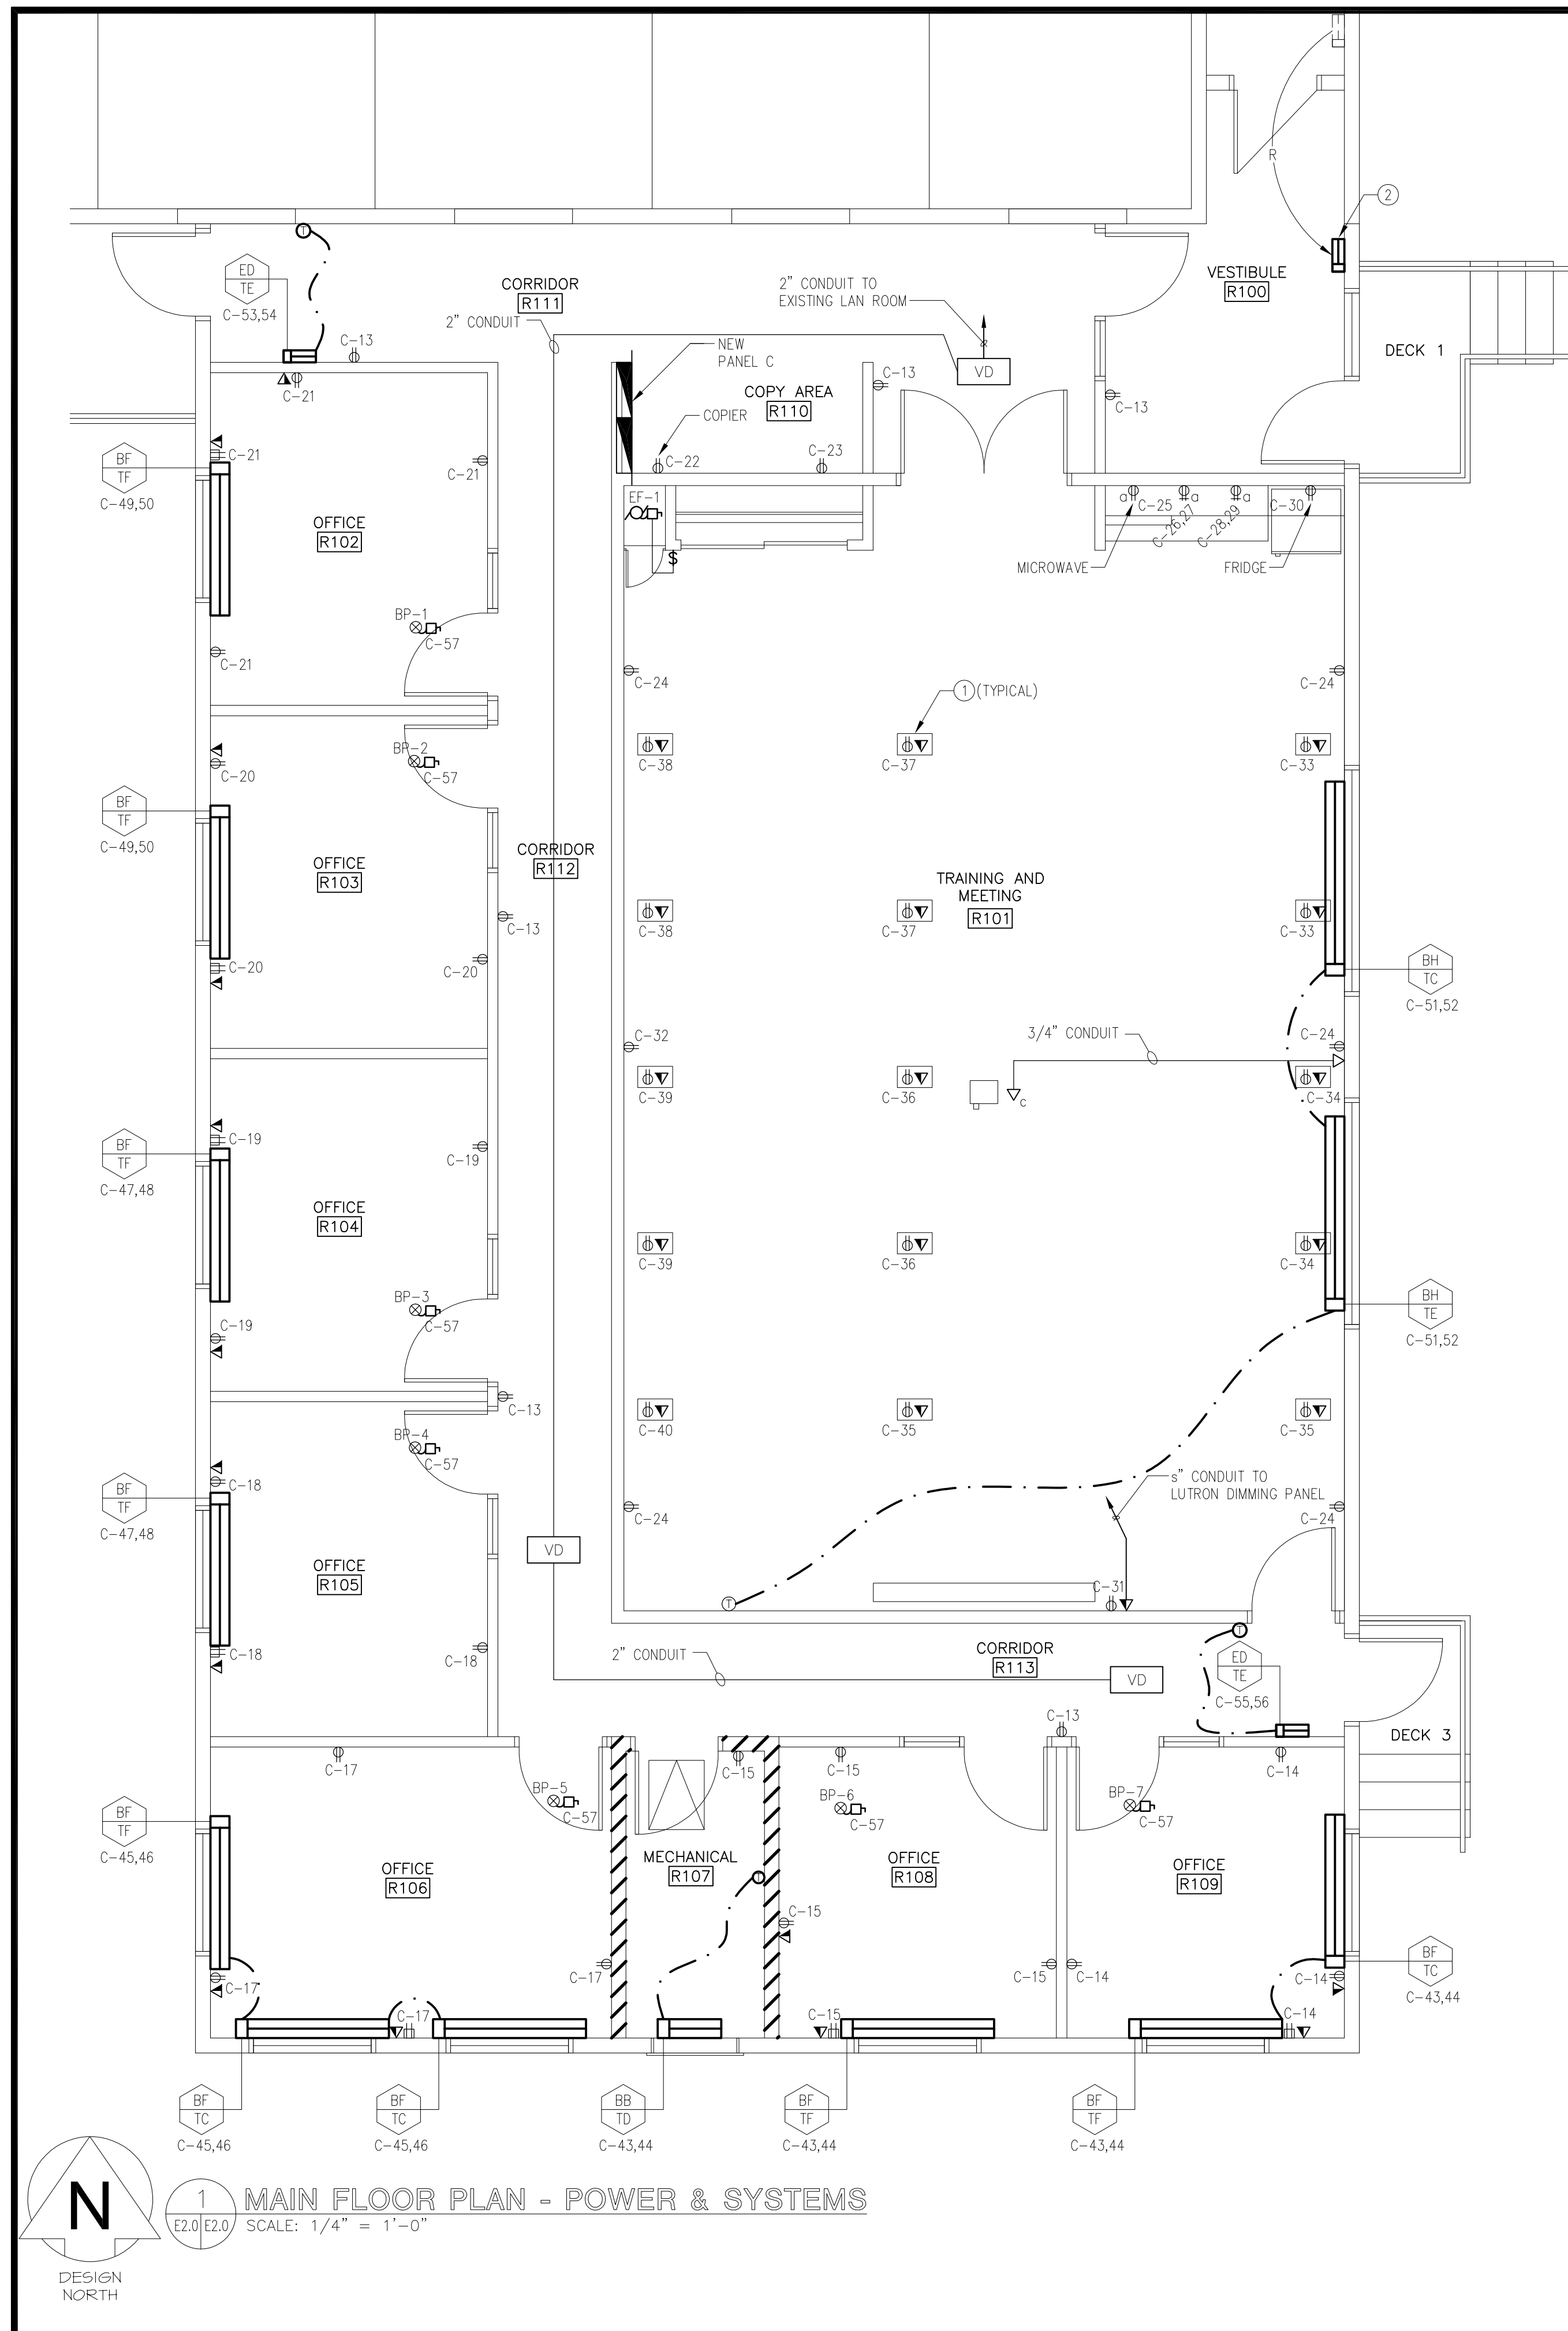 R
2
ED
TE
C-53,54
CORRIDOR
R111
2" CONDUIT TO
EXISTING LAN ROOM
VESTIBULE
R100
2" CONDUIT
C-13
NEW
PANEL C
VD
DECK 1
C-21
COPY AREA
R110
C-13
C-13
COPIER
BF
TF
C-49,50
C-21
C-21
C-22
C-23
EF-1
$
a
C-25
a
C-26,27
a
C-28,29
C-30
OFFICE
R102
MICROWAVE
FRIDGE
BP-1
C-57
C-21
C-24
C-24
1
(TYPICAL)
BP-2
C-57
C-20
C-38
C-37
C-33
BF
TF
C-49,50
OFFICE
R103
CORRIDOR
R112
TRAINING AND
MEETING
R101
C-13
C-38
C-37
C-33
C-20
C-20
BH
TC
C-51,52
C-32
3/4" CONDUIT
C-24
C-39
C-36
c
C-34
BF
TF
C-47,48
C-19
C-19
OFFICE
R104
C-39
C-36
C-34
BP-3
C-57
C-19
BH
TE
C-51,52
C-13
C-40
C-35
C-35
BP-4
C-57
BF
TF
C-47,48
C-18
s" CONDUIT TO
LUTRON DIMMING PANEL
C-24
C-24
VD
OFFICE
R105
C-31
C-18
C-18
2" CONDUIT
CORRIDOR
R113
VD
ED
TE
C-55,56
C-13
DECK 3
C-17
C-15
C-15
C-14
BP-5
C-57
BP-6
C-57
BP-7
C-57
BF
TF
C-45,46
OFFICE
R106
MECHANICAL
R107
OFFICE
R108
OFFICE
R109
C-15
C-17
C-17
C-15
C-14
C-14
BF
TC
C-43,44
C-17
C-15
C-14
BF
TC
C-45,46
BF
TC
C-45,46
BB
TD
C-43,44
BF
TF
C-43,44
BF
TF
C-43,44
N
DESIGN
NORTH
1
E2.0 E2.0
MAIN FLOOR PLAN - POWER & SYSTEMS
SCALE: 1/4" = 1'-0"